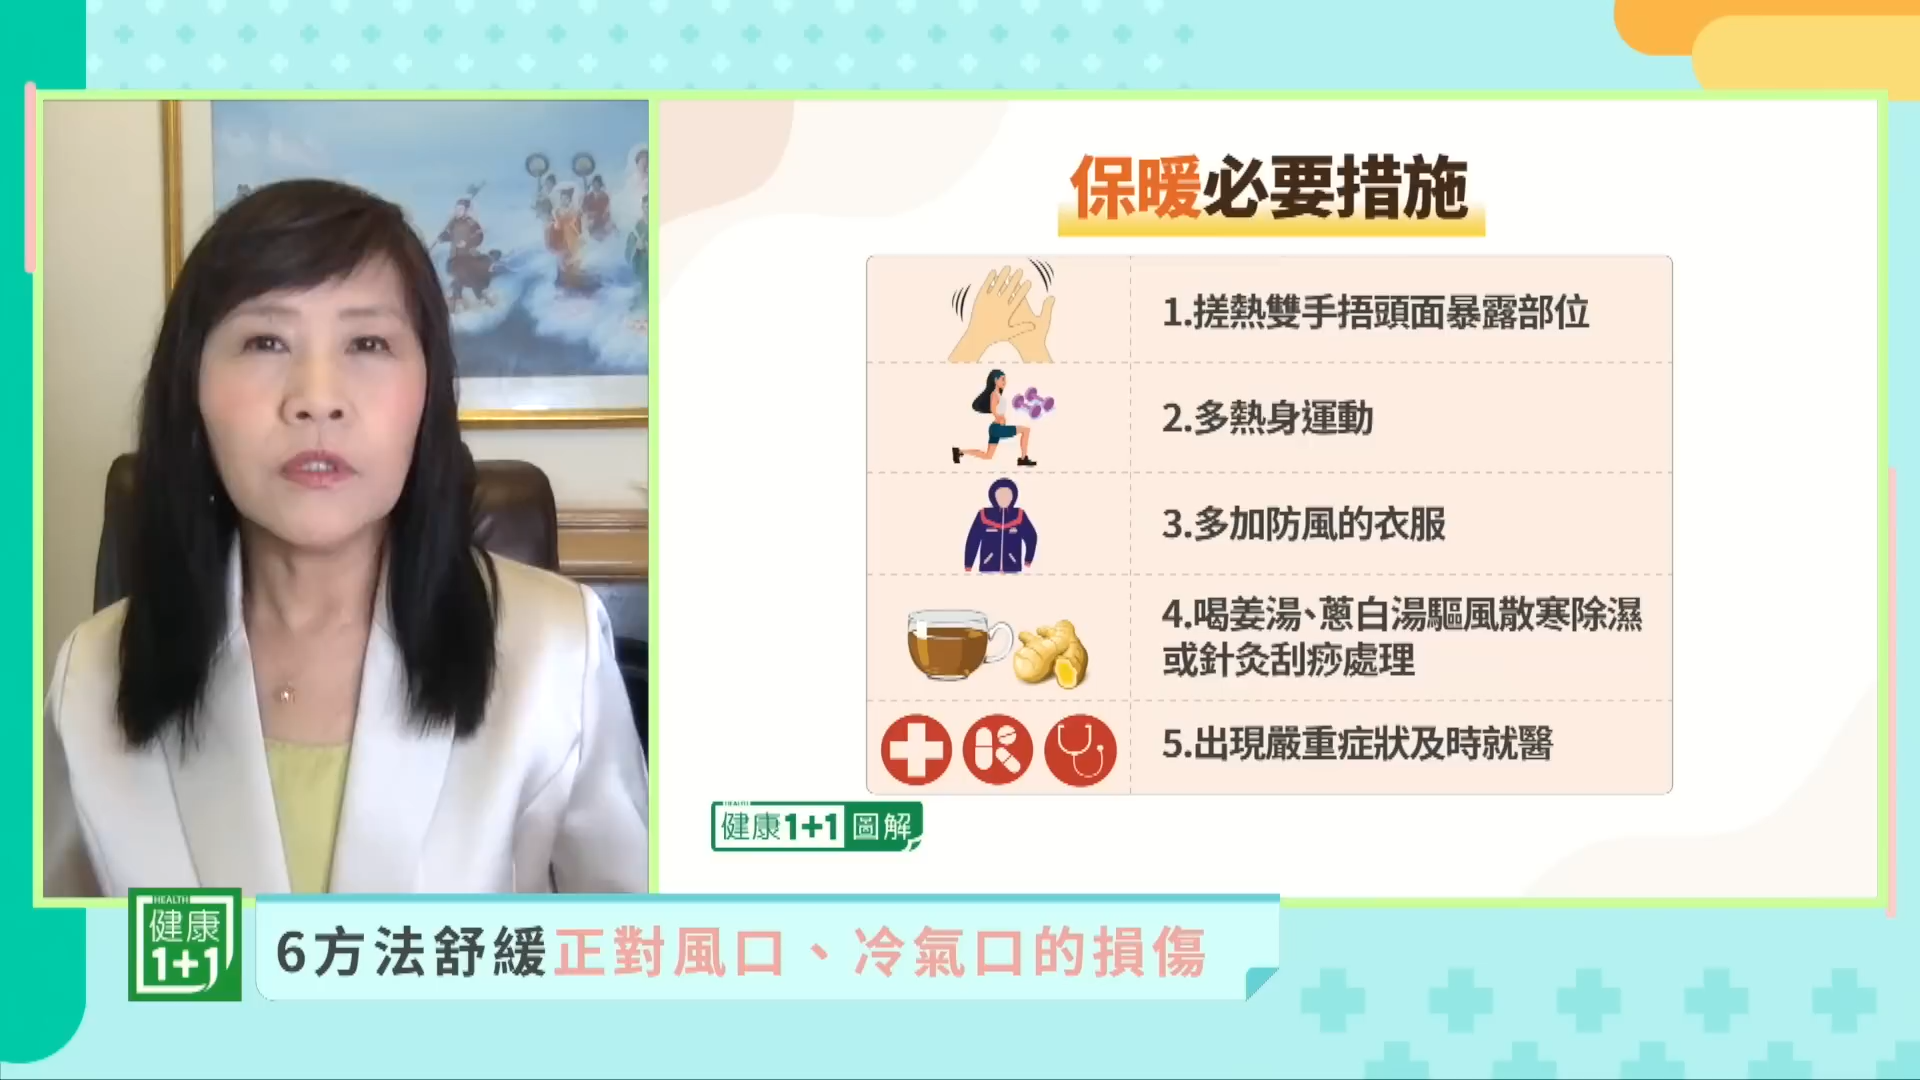 保暖必要措施
1.搓熱雙手捂頭面暴露部位
2.多熱身運動
3.多加防風的衣服
4.喝姜湯、蔥白湯驅風散寒除濕
或針灸刮痧處理
5.出現嚴重症狀及時就醫
HEALTH
健康1+1圖解
HEALTH
健康
1+1
6方法舒緩正對風口、冷氣口的損傷